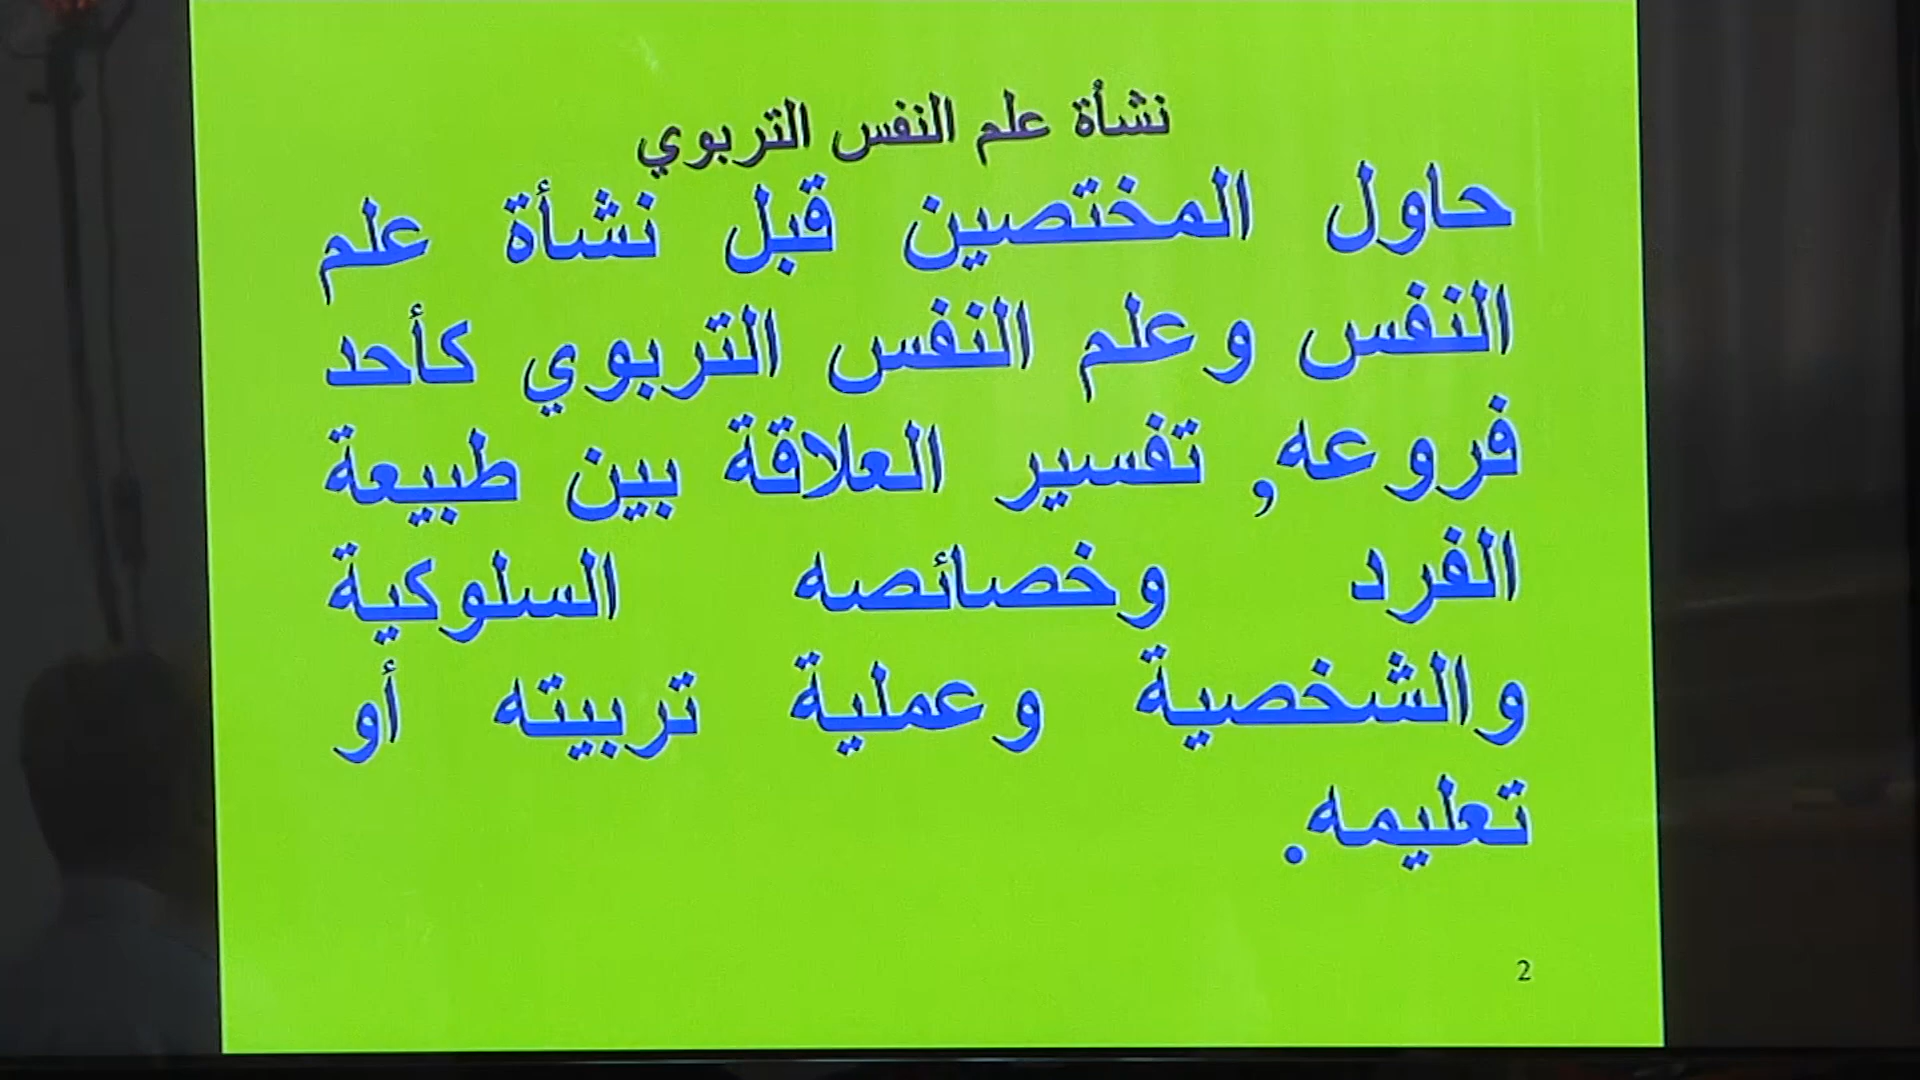 نشأة علم النفس التربوي
حاول المختصين قبل نشأة علم
النفس وعلم النفس التربوي كأحد
فروعه, تفسير العلاقة بين طبيعة
الفرد وخصائصه السلوكية
والشخصية وعملية تربيته أو
تعليمه.
2